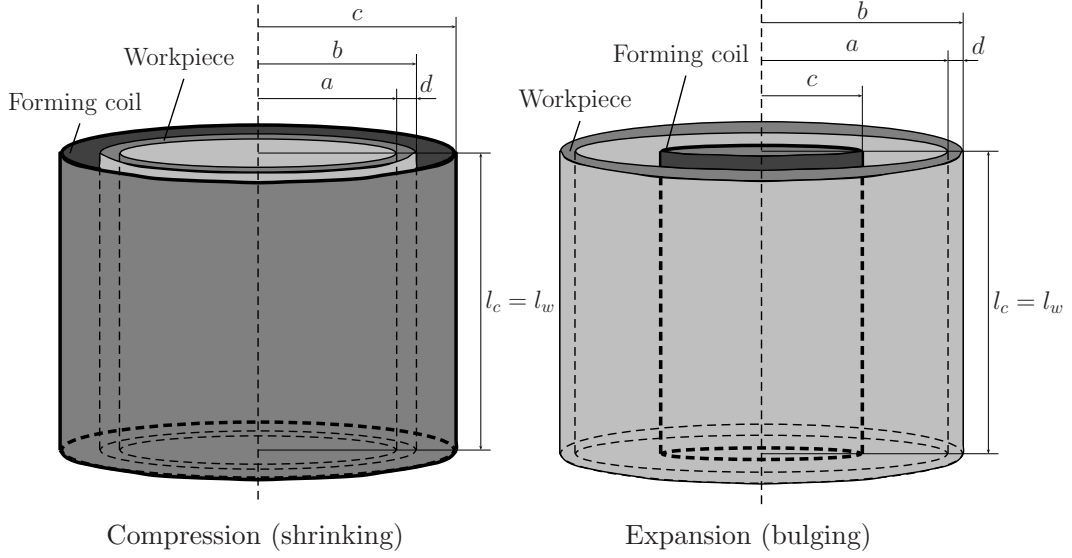 c
b
Workpiece
a
d
Forming coil
l_c = l_w
Compression (shrinking)
b
a
d
Forming coil
c
Workpiece
l_c = l_w
Expansion (bulging)